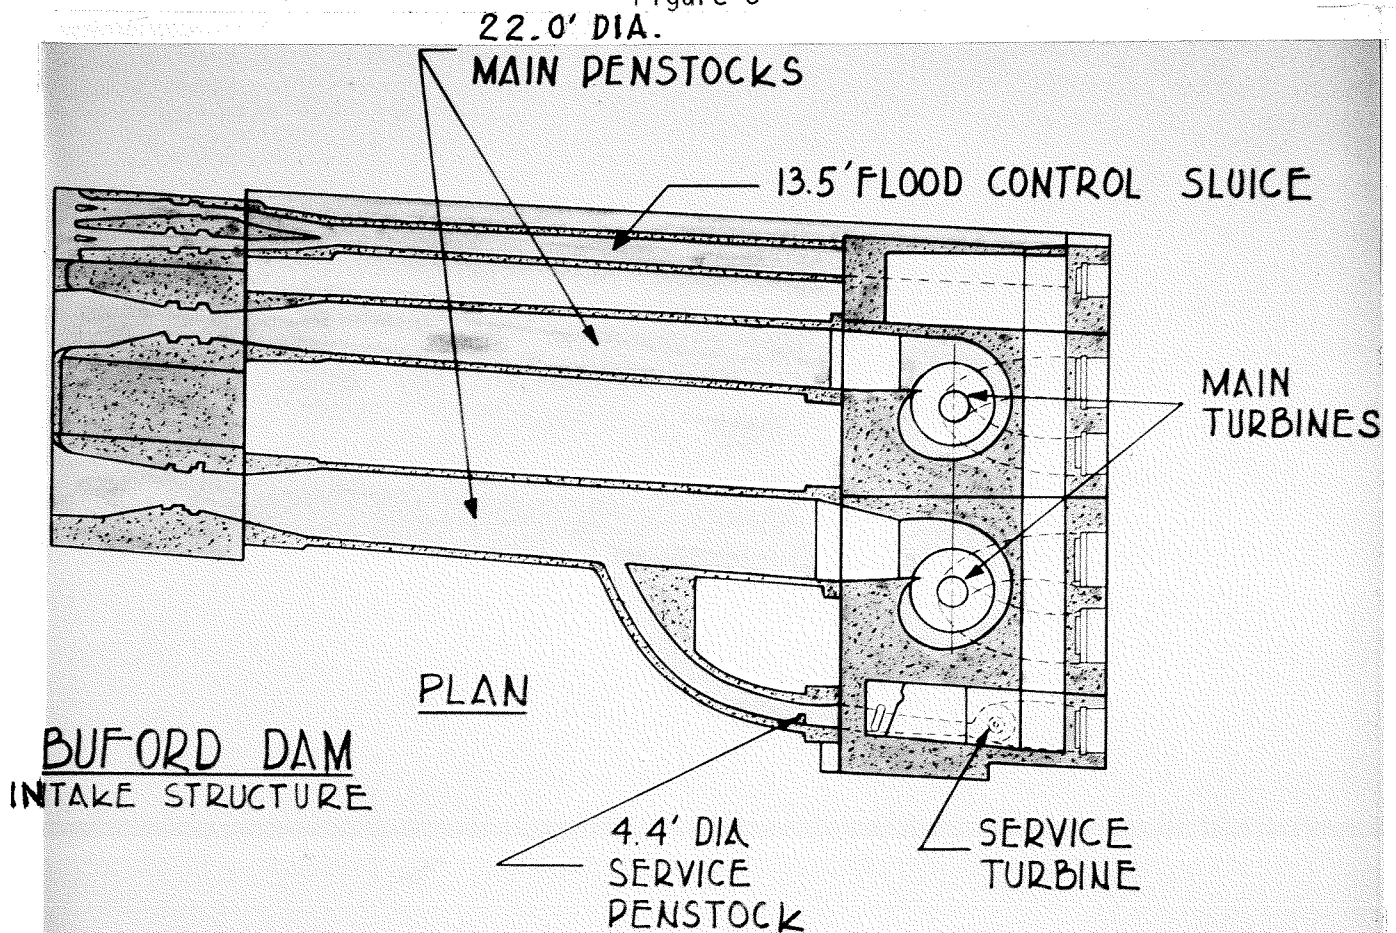 Figure
22.0' DIA.
MAIN PENSTOCKS
13.5' FLOOD CONTROL SLUICE
MAIN
TURBINES
PLAN
BUFORD DAM
INTAKE STRUCTURE
4.4' DIA
SERVICE
PENSTOCK
SERVICE
TURBINE